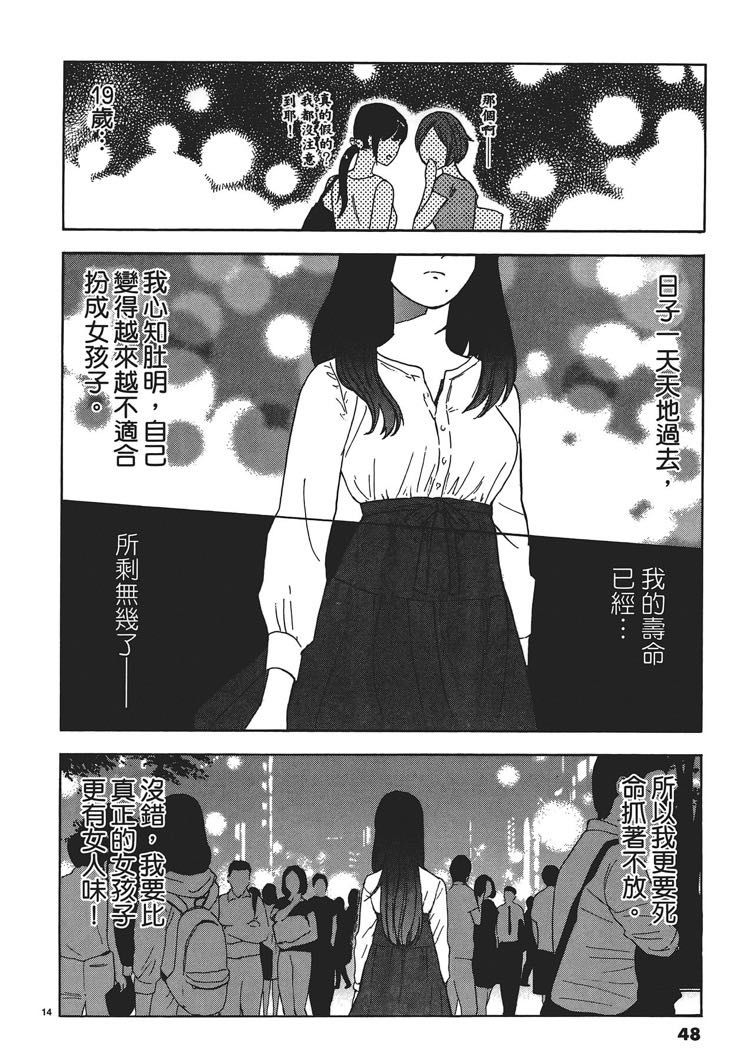 那個啊——
真的假的？
我都沒注意
到耶！
19歲…
日子一天天地過去，
我心知肚明，自己
變得越來越不適合
扮成女孩子。
我的壽命
已經…
所剩無幾了——
所以我更要死
命抓著不放。
沒錯，我要比
真正的女孩子
更有女人味！
14
48